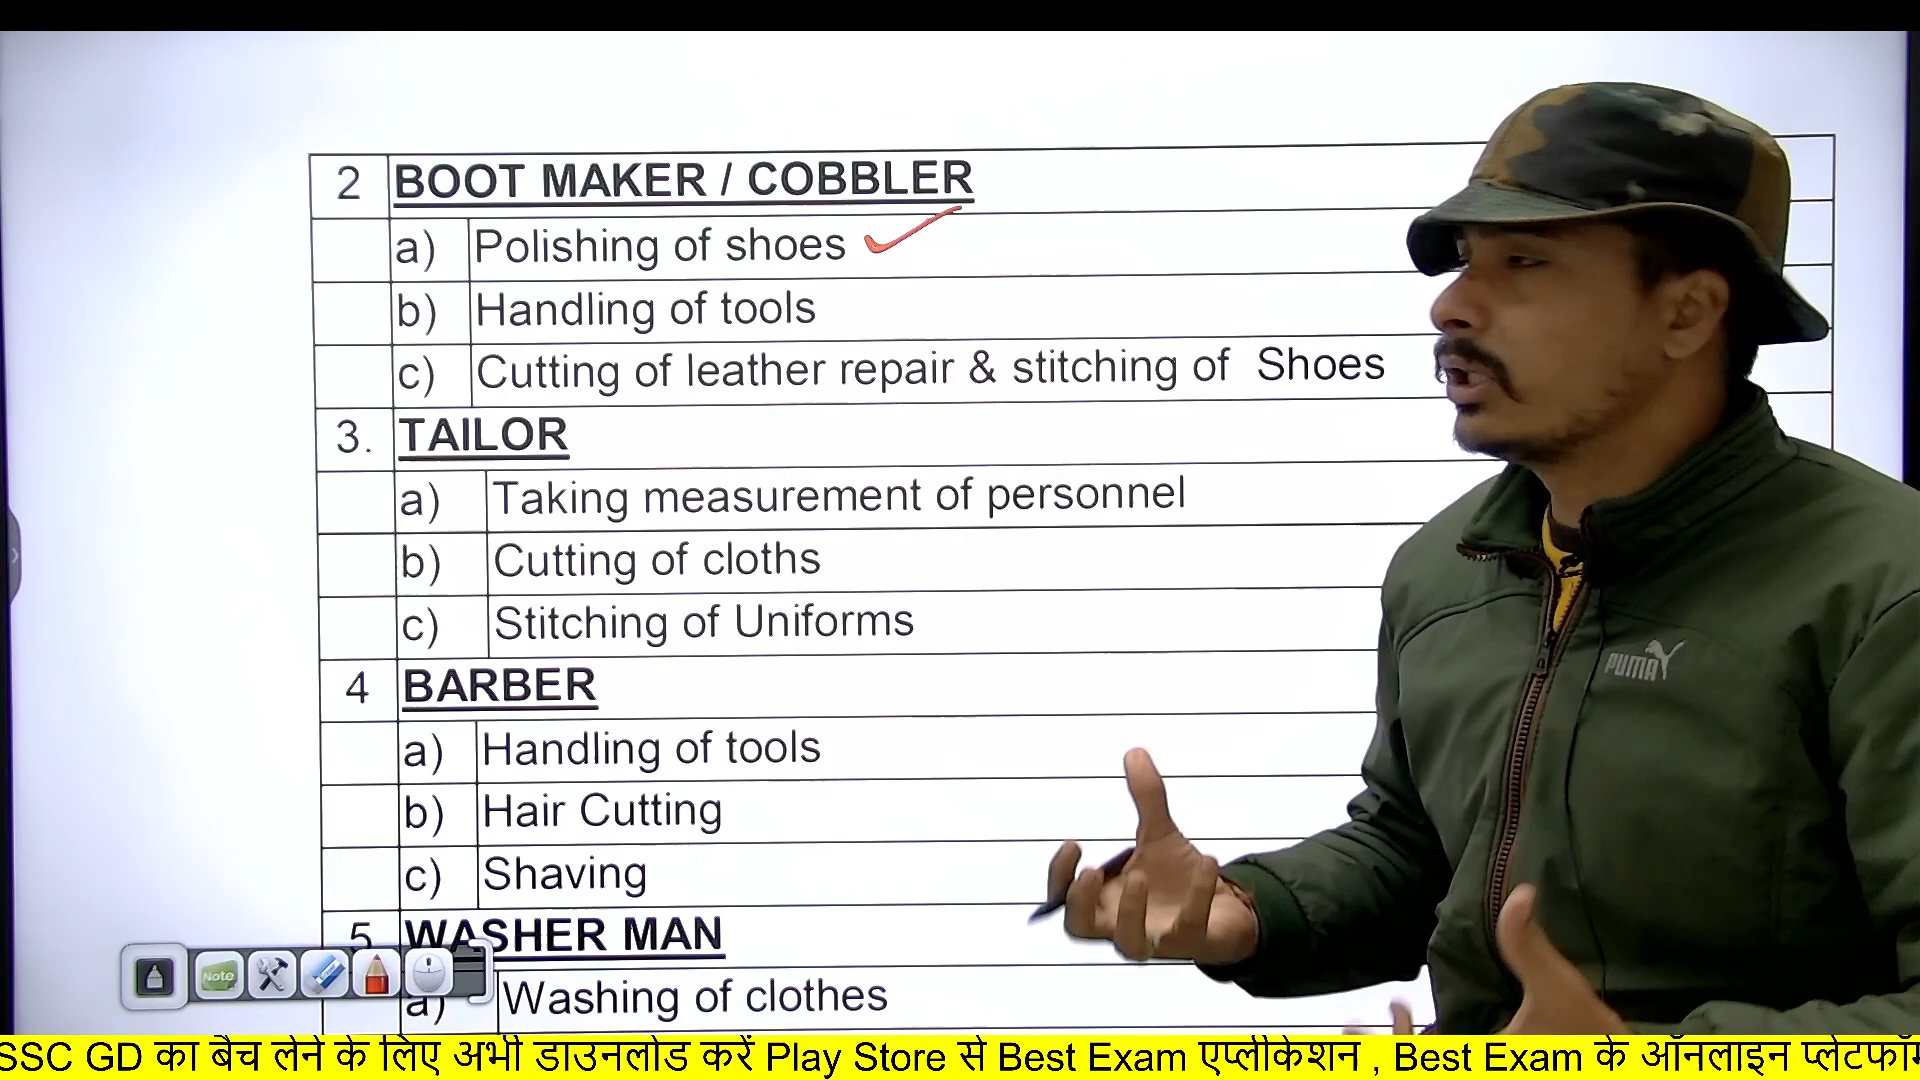 2 BOOT MAKER / COBBLER
a) Polishing of shoes
b) Handling of tools
c) Cutting of leather repair & stitching of Shoes
3. TAILOR
a) Taking measurement of personnel
b) Cutting of cloths
c) Stitching of Uniforms
4 BARBER
a) Handling of tools
b) Hair Cutting
c) Shaving
5 WASHER MAN
a) Washing of clothes
Note
PUMA
SSC GD का बैच लेने के लिए अभी डाउनलोड करें Play Store से Best Exam एप्लीकेशन , Best Exam के ऑनलाइन